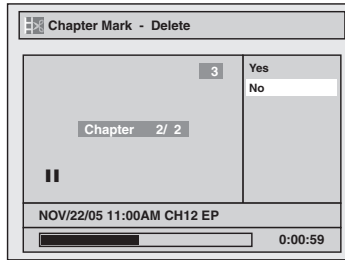 Chapter Mark - Delete
3
Yes
No
Chapter 2/ 2
NOV/22/05 11:00AM CH12 EP
0:00:59